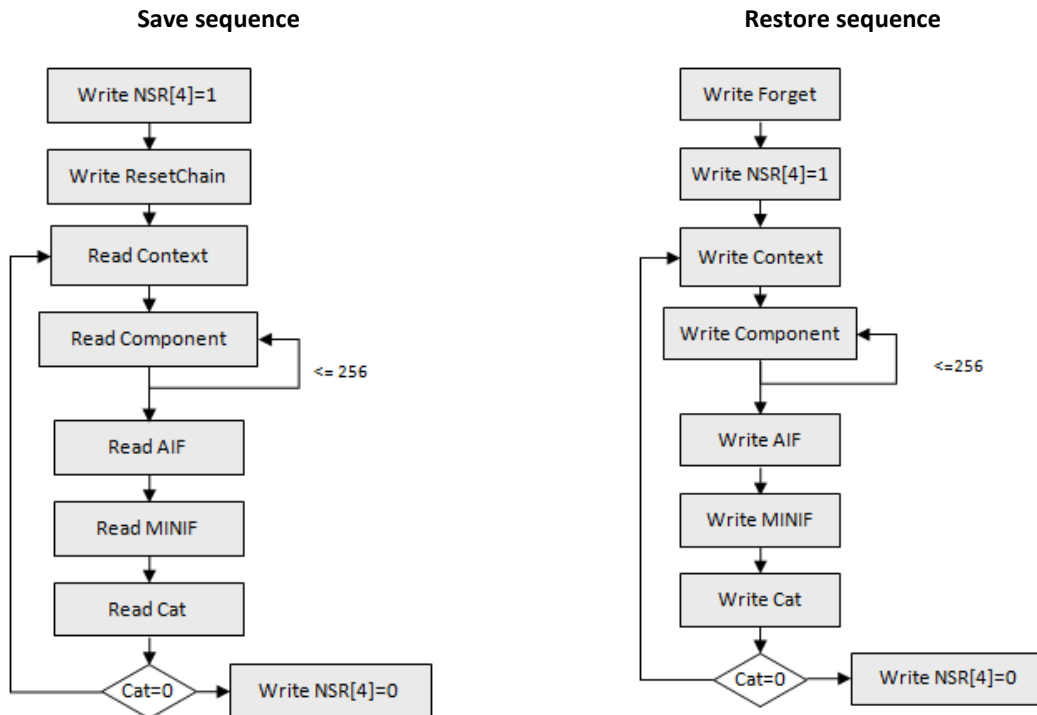 Save sequence
Write NSR[4]=1
Write ResetChain
Read Context
Read Component
<= 256
Read AIF
Read MINIF
Read Cat
Cat=0
Write NSR[4]=0
Restore sequence
Write Forget
Write NSR[4]=1
Write Context
Write Component
<=256
Write AIF
Write MINIF
Write Cat
Cat=0
Write NSR[4]=0